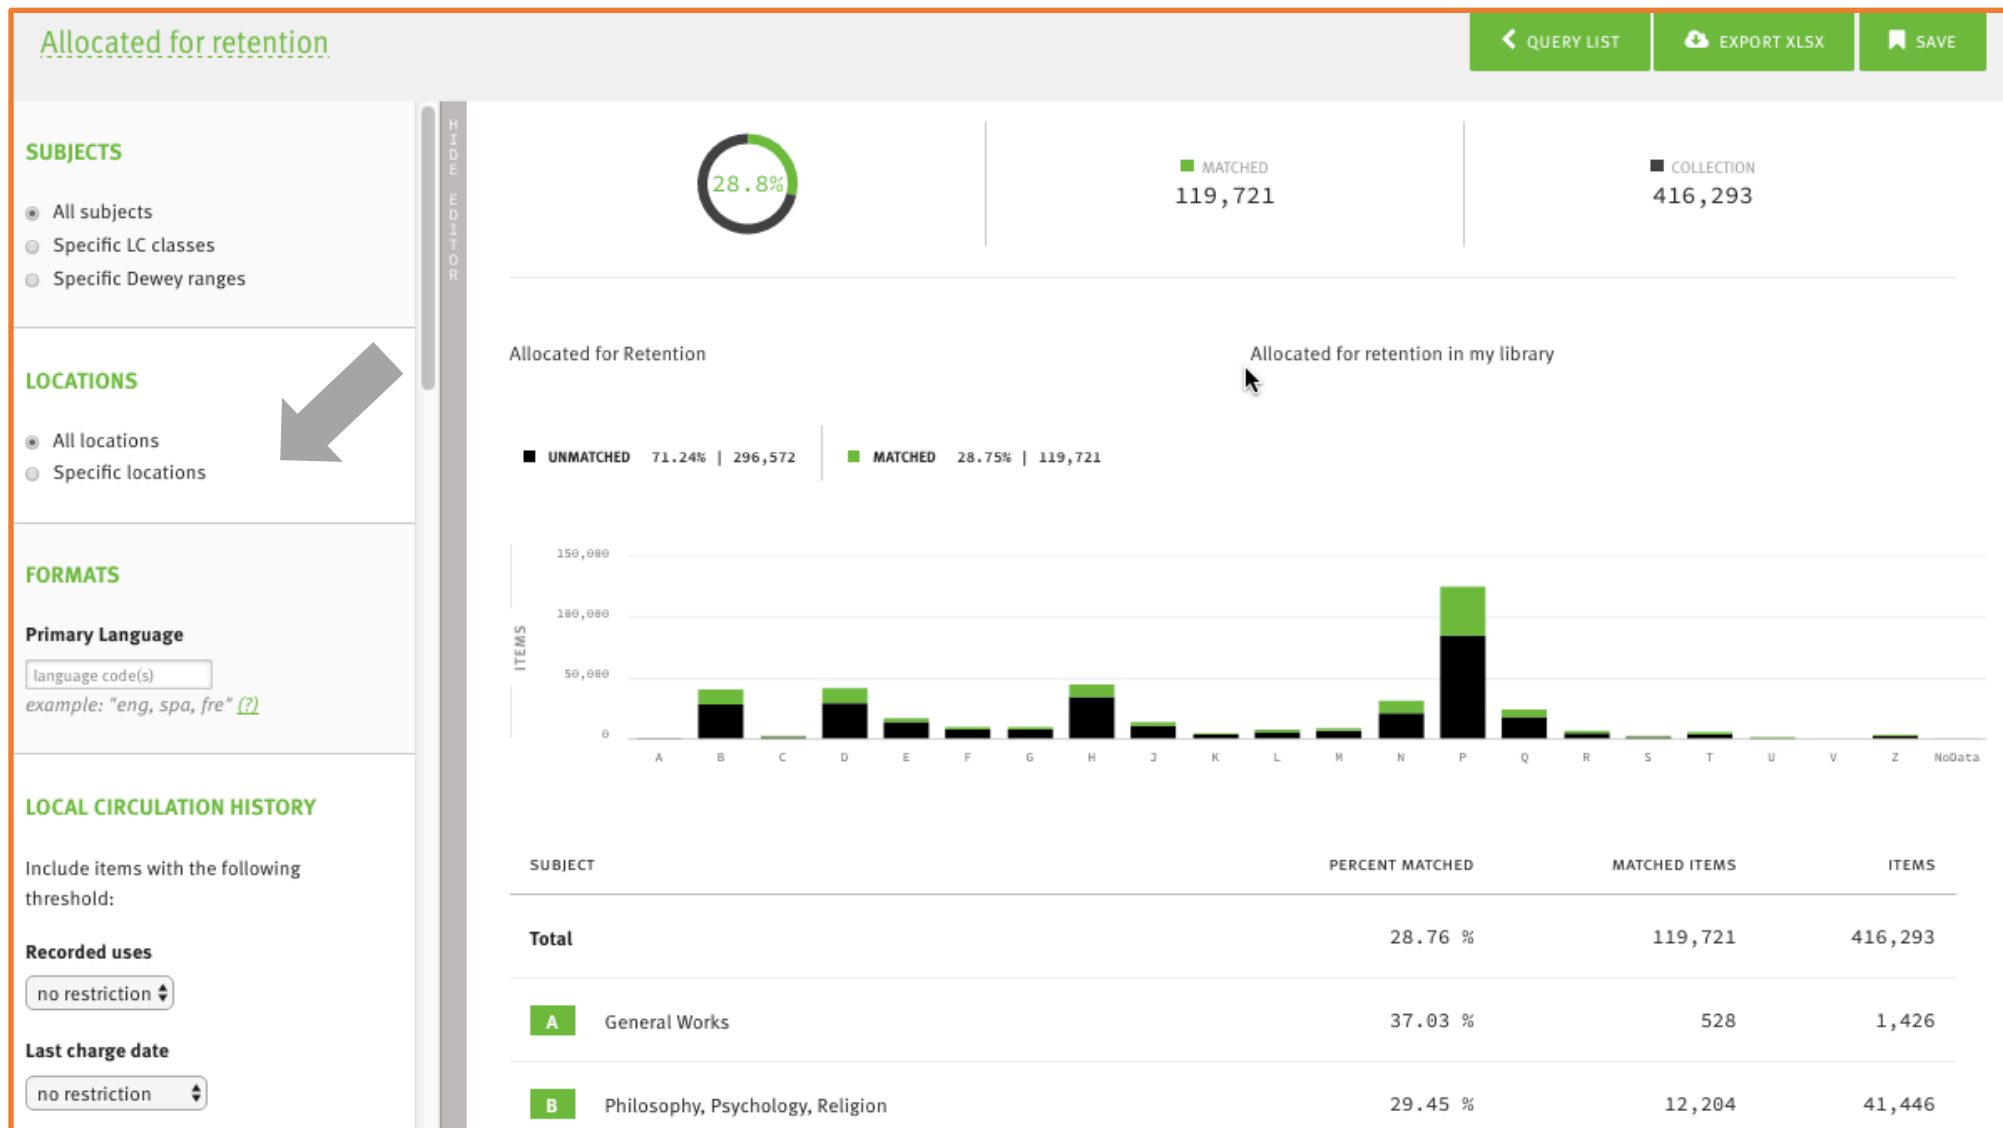 Allocated for retention
QUERY LIST
EXPORT XLSX
SAVE
SUBJECTS
All subjects
Specific LC classes
Specific Dewey ranges
LOCATIONS
All locations
Specific locations
FORMATS
Primary Language
language code(s)
example: "eng, spa, fre" (?)
LOCAL CIRCULATION HISTORY
Include items with the following
threshold:
Recorded uses
no restriction
Last charge date
no restriction
HIDE EDITOR
28.8%
MATCHED
119,721
COLLECTION
416,293
Allocated for Retention
Allocated for retention in my library
UNMATCHED 71.24% | 296,572
MATCHED 28.75% | 119,721
ITEMS
150,000
100,000
50,000
0
A B C D E F G H J K L M N P Q R S T U V Z NoData
SUBJECT PERCENT MATCHED MATCHED ITEMS ITEMS
Total 28.76 % 119,721 416,293
A General Works 37.03 % 528 1,426
B Philosophy, Psychology, Religion 29.45 % 12,204 41,446